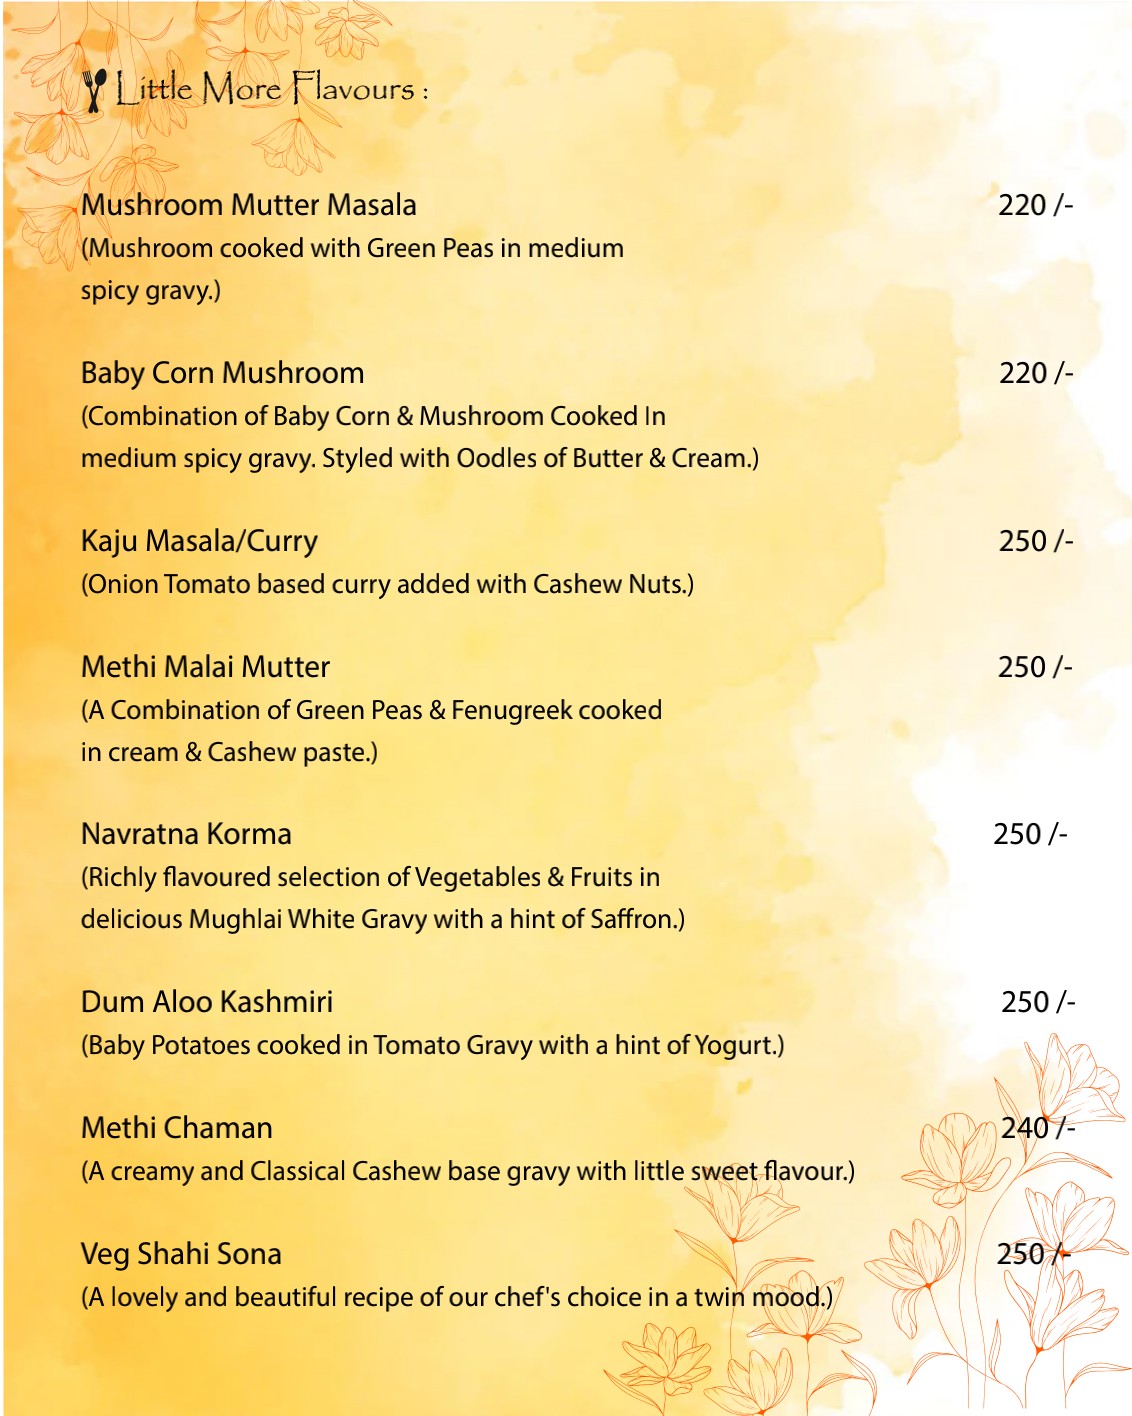 Little More Flavours :
Mushroom Mutter Masala 220 /-
(Mushroom cooked with Green Peas in medium
spicy gravy.)
Baby Corn Mushroom 220 /-
(Combination of Baby Corn & Mushroom Cooked In
medium spicy gravy. Styled with Oodles of Butter & Cream.)
Kaju Masala/Curry 250 /-
(Onion Tomato based curry added with Cashew Nuts.)
Methi Malai Mutter 250 /-
(A Combination of Green Peas & Fenugreek cooked
in cream & Cashew paste.)
Navratna Korma 250 /-
(Richly flavoured selection of Vegetables & Fruits in
delicious Mughlai White Gravy with a hint of Saffron.)
Dum Aloo Kashmiri 250 /-
(Baby Potatoes cooked in Tomato Gravy with a hint of Yogurt.)
Methi Chaman 240 /-
(A creamy and Classical Cashew base gravy with little sweet flavour.)
Veg Shahi Sona 250 /-
(A lovely and beautiful recipe of our chef's choice in a twin mood.)